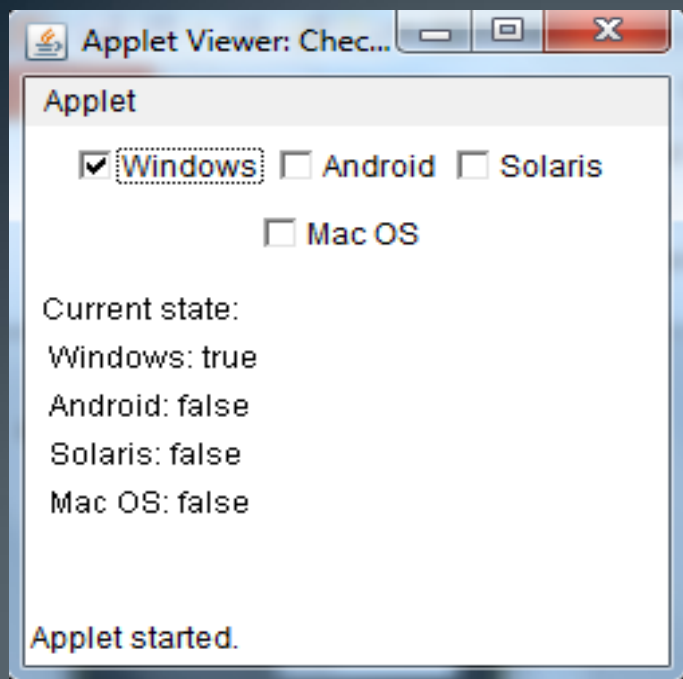 Applet Viewer: Chec...
Applet
Windows Android Solaris
Mac OS
Current state:
Windows: true
Android: false
Solaris: false
Mac OS: false
Applet started.